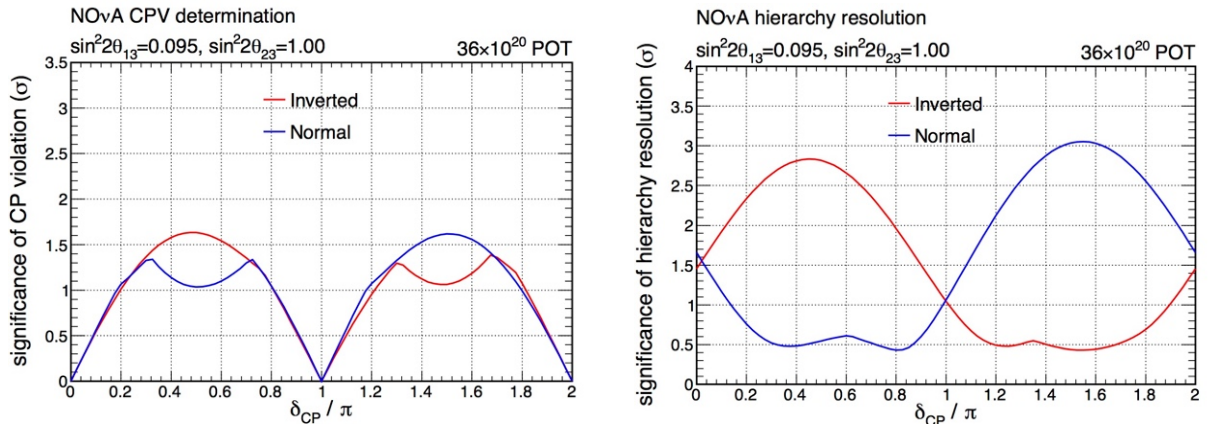 NOνA CPV determination
sin²2θ₁₃=0.095, sin²2θ₂₃=1.00 36×10²⁰ POT
significance of CP violation (σ)
3.5
3
2.5
2
1.5
1
0.5
0
Inverted
Normal
0 0.2 0.4 0.6 0.8 1 1.2 1.4 1.6 1.8 2
δ_CP / π
NOνA hierarchy resolution
sin²2θ₁₃=0.095, sin²2θ₂₃=1.00 36×10²⁰ POT
significance of hierarchy resolution (σ)
4
3.5
3
2.5
2
1.5
1
0.5
0
Inverted
Normal
0 0.2 0.4 0.6 0.8 1 1.2 1.4 1.6 1.8 2
δ_CP / π